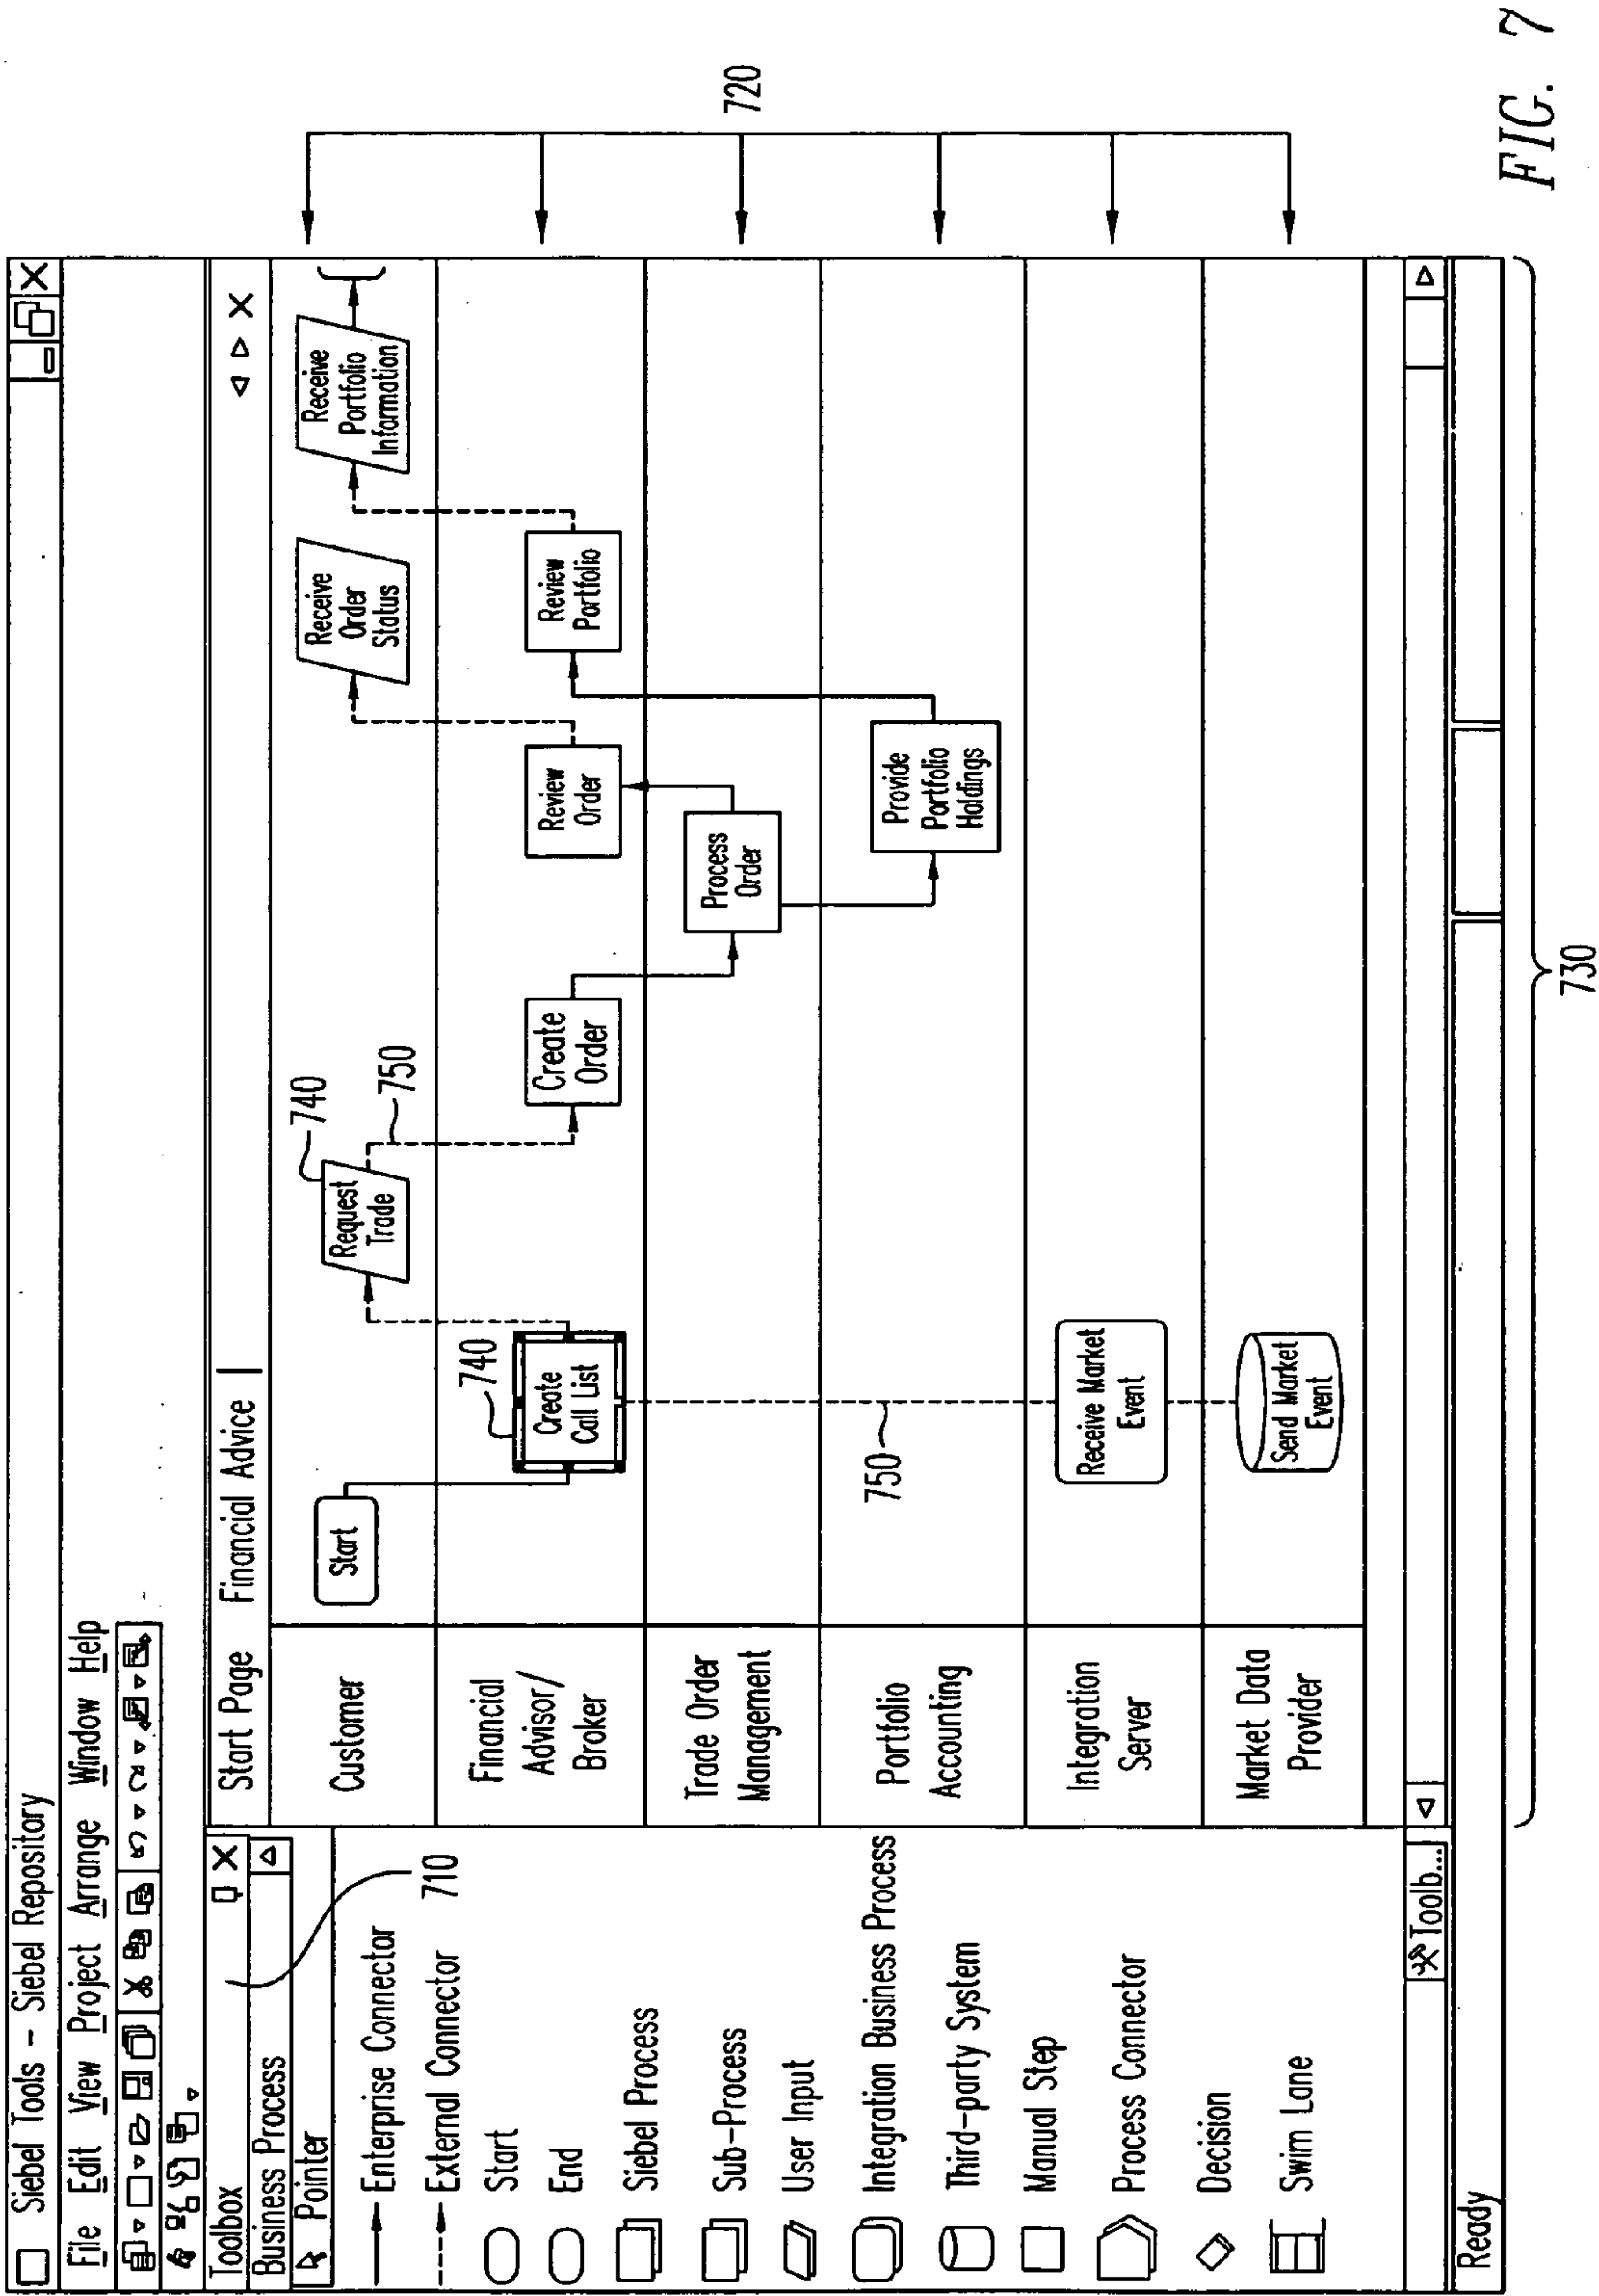 Siebel Tools - Siebel Repository
File Edit View Project Arrange Window Help
Toolbox
Business Process
Pointer
Enterprise Connector
External Connector
Start
End
Siebel Process
Sub-Process
User Input
Integration Business Process
Third-party System
Manual Step
Process Connector
Decision
Swim Lane
Toolb...
Ready
710
Start Page
Financial Advice
Customer
Financial
Advisor/
Broker
Trade Order
Management
Portfolio
Accounting
Integration
Server
Market Data
Provider
Start
Request
Trade
740
750
Receive
Order
Status
Receive
Portfolio
Information
740
Create
Call List
Create
Order
Review
Order
Review
Portfolio
Process
Order
Provide
Portfolio
Holdings
750
Receive Market
Event
Send Market
Event
720
730
FIG. 7